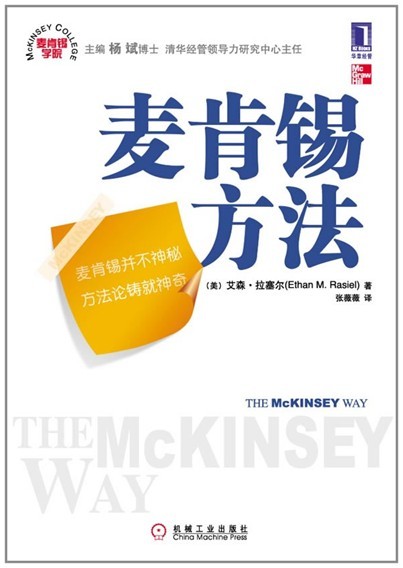 McKINSEY COLLEGE
麦肯锡
学院
主编 杨斌博士 清华经管领导力研究中心主任
华章经管
Mc
Graw
Hill
麦肯锡
方法
McKINSEY
麦肯锡并不神秘
方法论铸就神奇
(美) 艾森·拉塞尔(Ethan M. Rasiel) 著
张薇薇 译
THE McKINSEY WAY
THE McKINSEY
WAY
机械工业出版社
China Machine Press